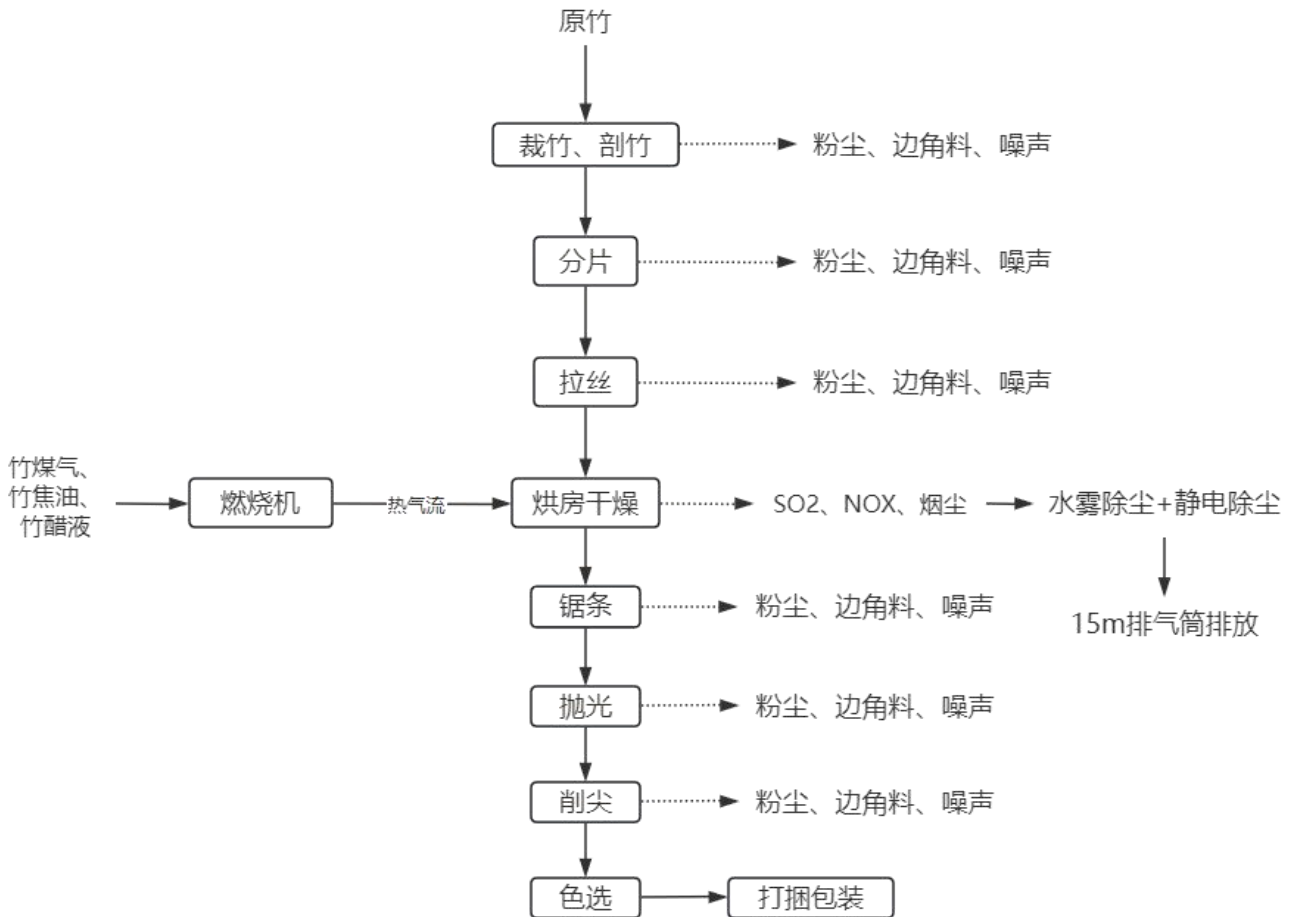 原竹
裁竹、剖竹
粉尘、边角料、噪声
分片
粉尘、边角料、噪声
拉丝
粉尘、边角料、噪声
竹煤气、
竹焦油、
竹醋液
燃烧机
热气流
烘房干燥
SO2、NOX、烟尘
水雾除尘+静电除尘
15m排气筒排放
锯条
粉尘、边角料、噪声
抛光
粉尘、边角料、噪声
削尖
粉尘、边角料、噪声
色选
打捆包装